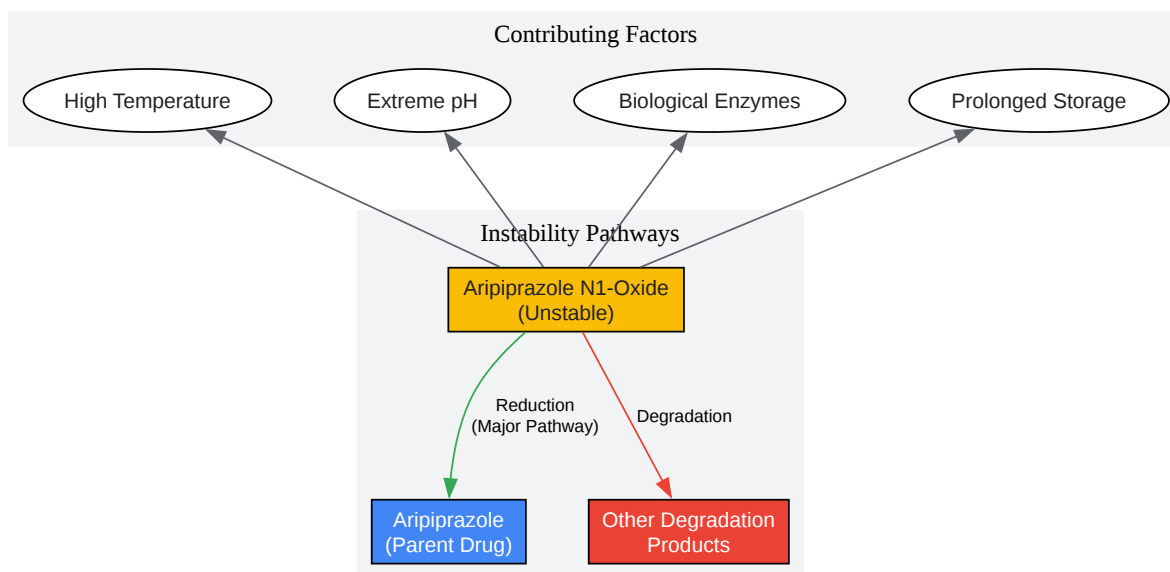 Contributing Factors
High Temperature
Extreme pH
Biological Enzymes
Prolonged Storage
Instability Pathways
Aripiprazole N1-Oxide
(Unstable)
Reduction
(Major Pathway)
Degradation
Aripiprazole
(Parent Drug)
Other Degradation
Products